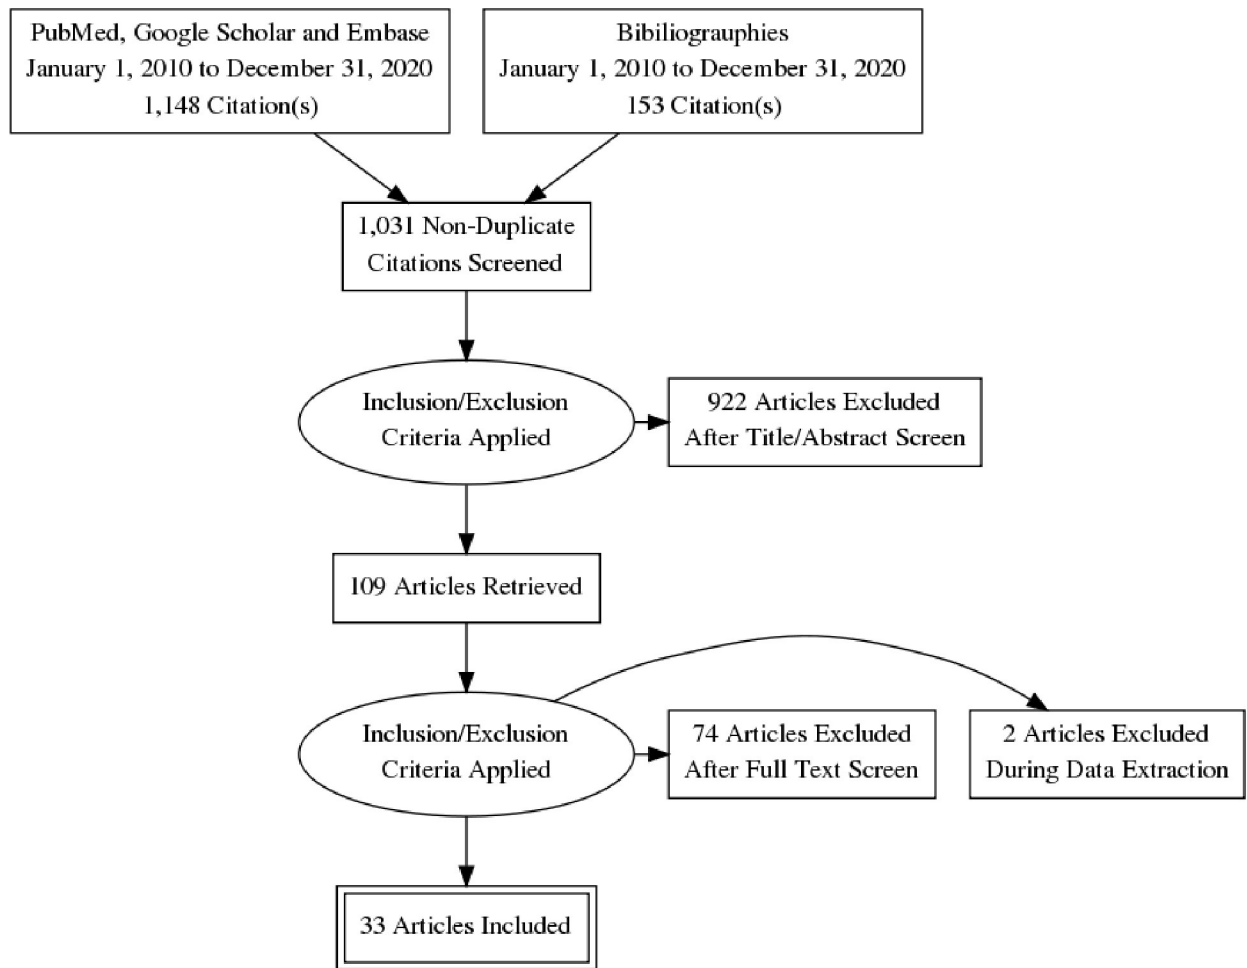 PubMed, Google Scholar and Embase
January 1, 2010 to December 31, 2020
1,148 Citation(s)
Bibiliograuphies
January 1, 2010 to December 31, 2020
153 Citation(s)
1,031 Non-Duplicate
Citations Screened
Inclusion/Exclusion
Criteria Applied
922 Articles Excluded
After Title/Abstract Screen
109 Articles Retrieved
Inclusion/Exclusion
Criteria Applied
74 Articles Excluded
After Full Text Screen
2 Articles Excluded
During Data Extraction
33 Articles Included